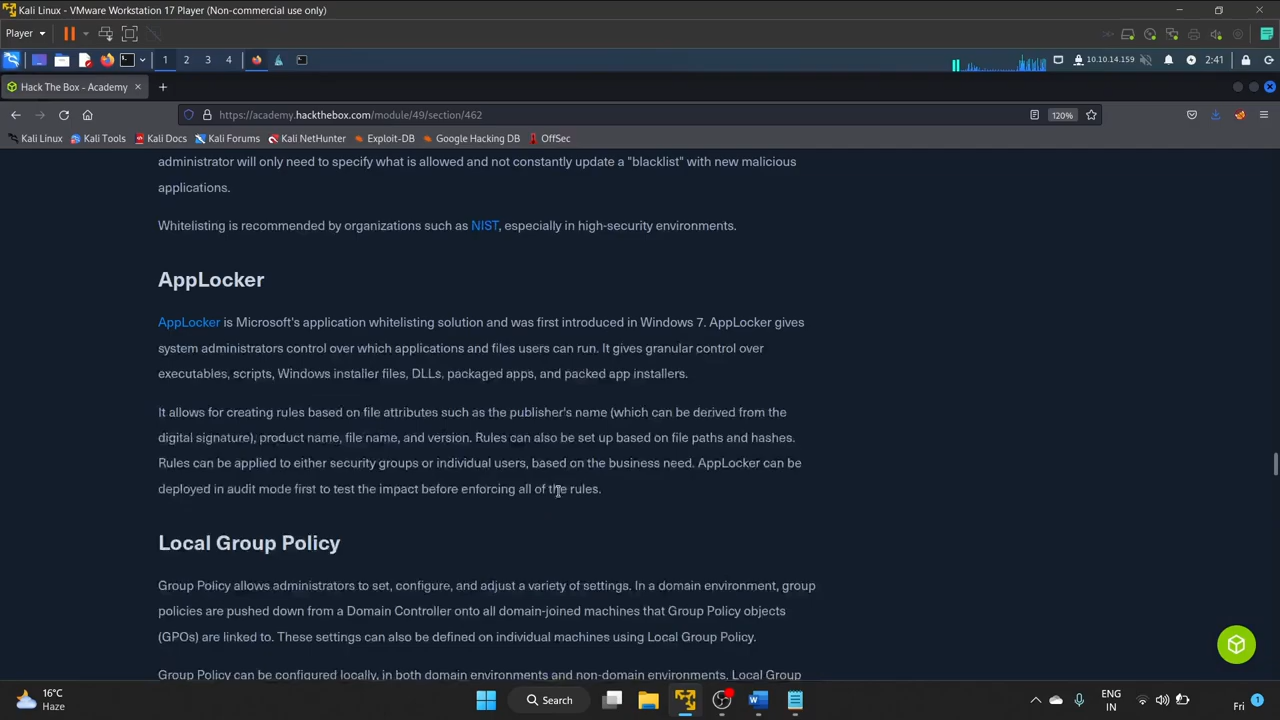 Kali Linux - VMware Workstation 17 Player (Non-commercial use only)
Player
1 2 3 4
10.10.14.159
2:41
Hack The Box - Academy
https://academy.hackthebox.com/module/49/section/462
120%
Kali Linux Kali Tools Kali Docs Kali Forums Kali NetHunter Exploit-DB Google Hacking DB OffSec
administrator will only need to specify what is allowed and not constantly update a "blacklist" with new malicious
applications.
Whitelisting is recommended by organizations such as NIST, especially in high-security environments.
AppLocker
AppLocker is Microsoft's application whitelisting solution and was first introduced in Windows 7. AppLocker gives
system administrators control over which applications and files users can run. It gives granular control over
executables, scripts, Windows installer files, DLLs, packaged apps, and packed app installers.
It allows for creating rules based on file attributes such as the publisher's name (which can be derived from the
digital signature), product name, file name, and version. Rules can also be set up based on file paths and hashes.
Rules can be applied to either security groups or individual users, based on the business need. AppLocker can be
deployed in audit mode first to test the impact before enforcing all of the rules.
Local Group Policy
Group Policy allows administrators to set, configure, and adjust a variety of settings. In a domain environment, group
policies are pushed down from a Domain Controller onto all domain-joined machines that Group Policy objects
(GPOs) are linked to. These settings can also be defined on individual machines using Local Group Policy.
Group Policy can be configured locally, in both domain environments and non-domain environments. Local Group
16°C
Haze
Search
ENG
IN
Fri
1